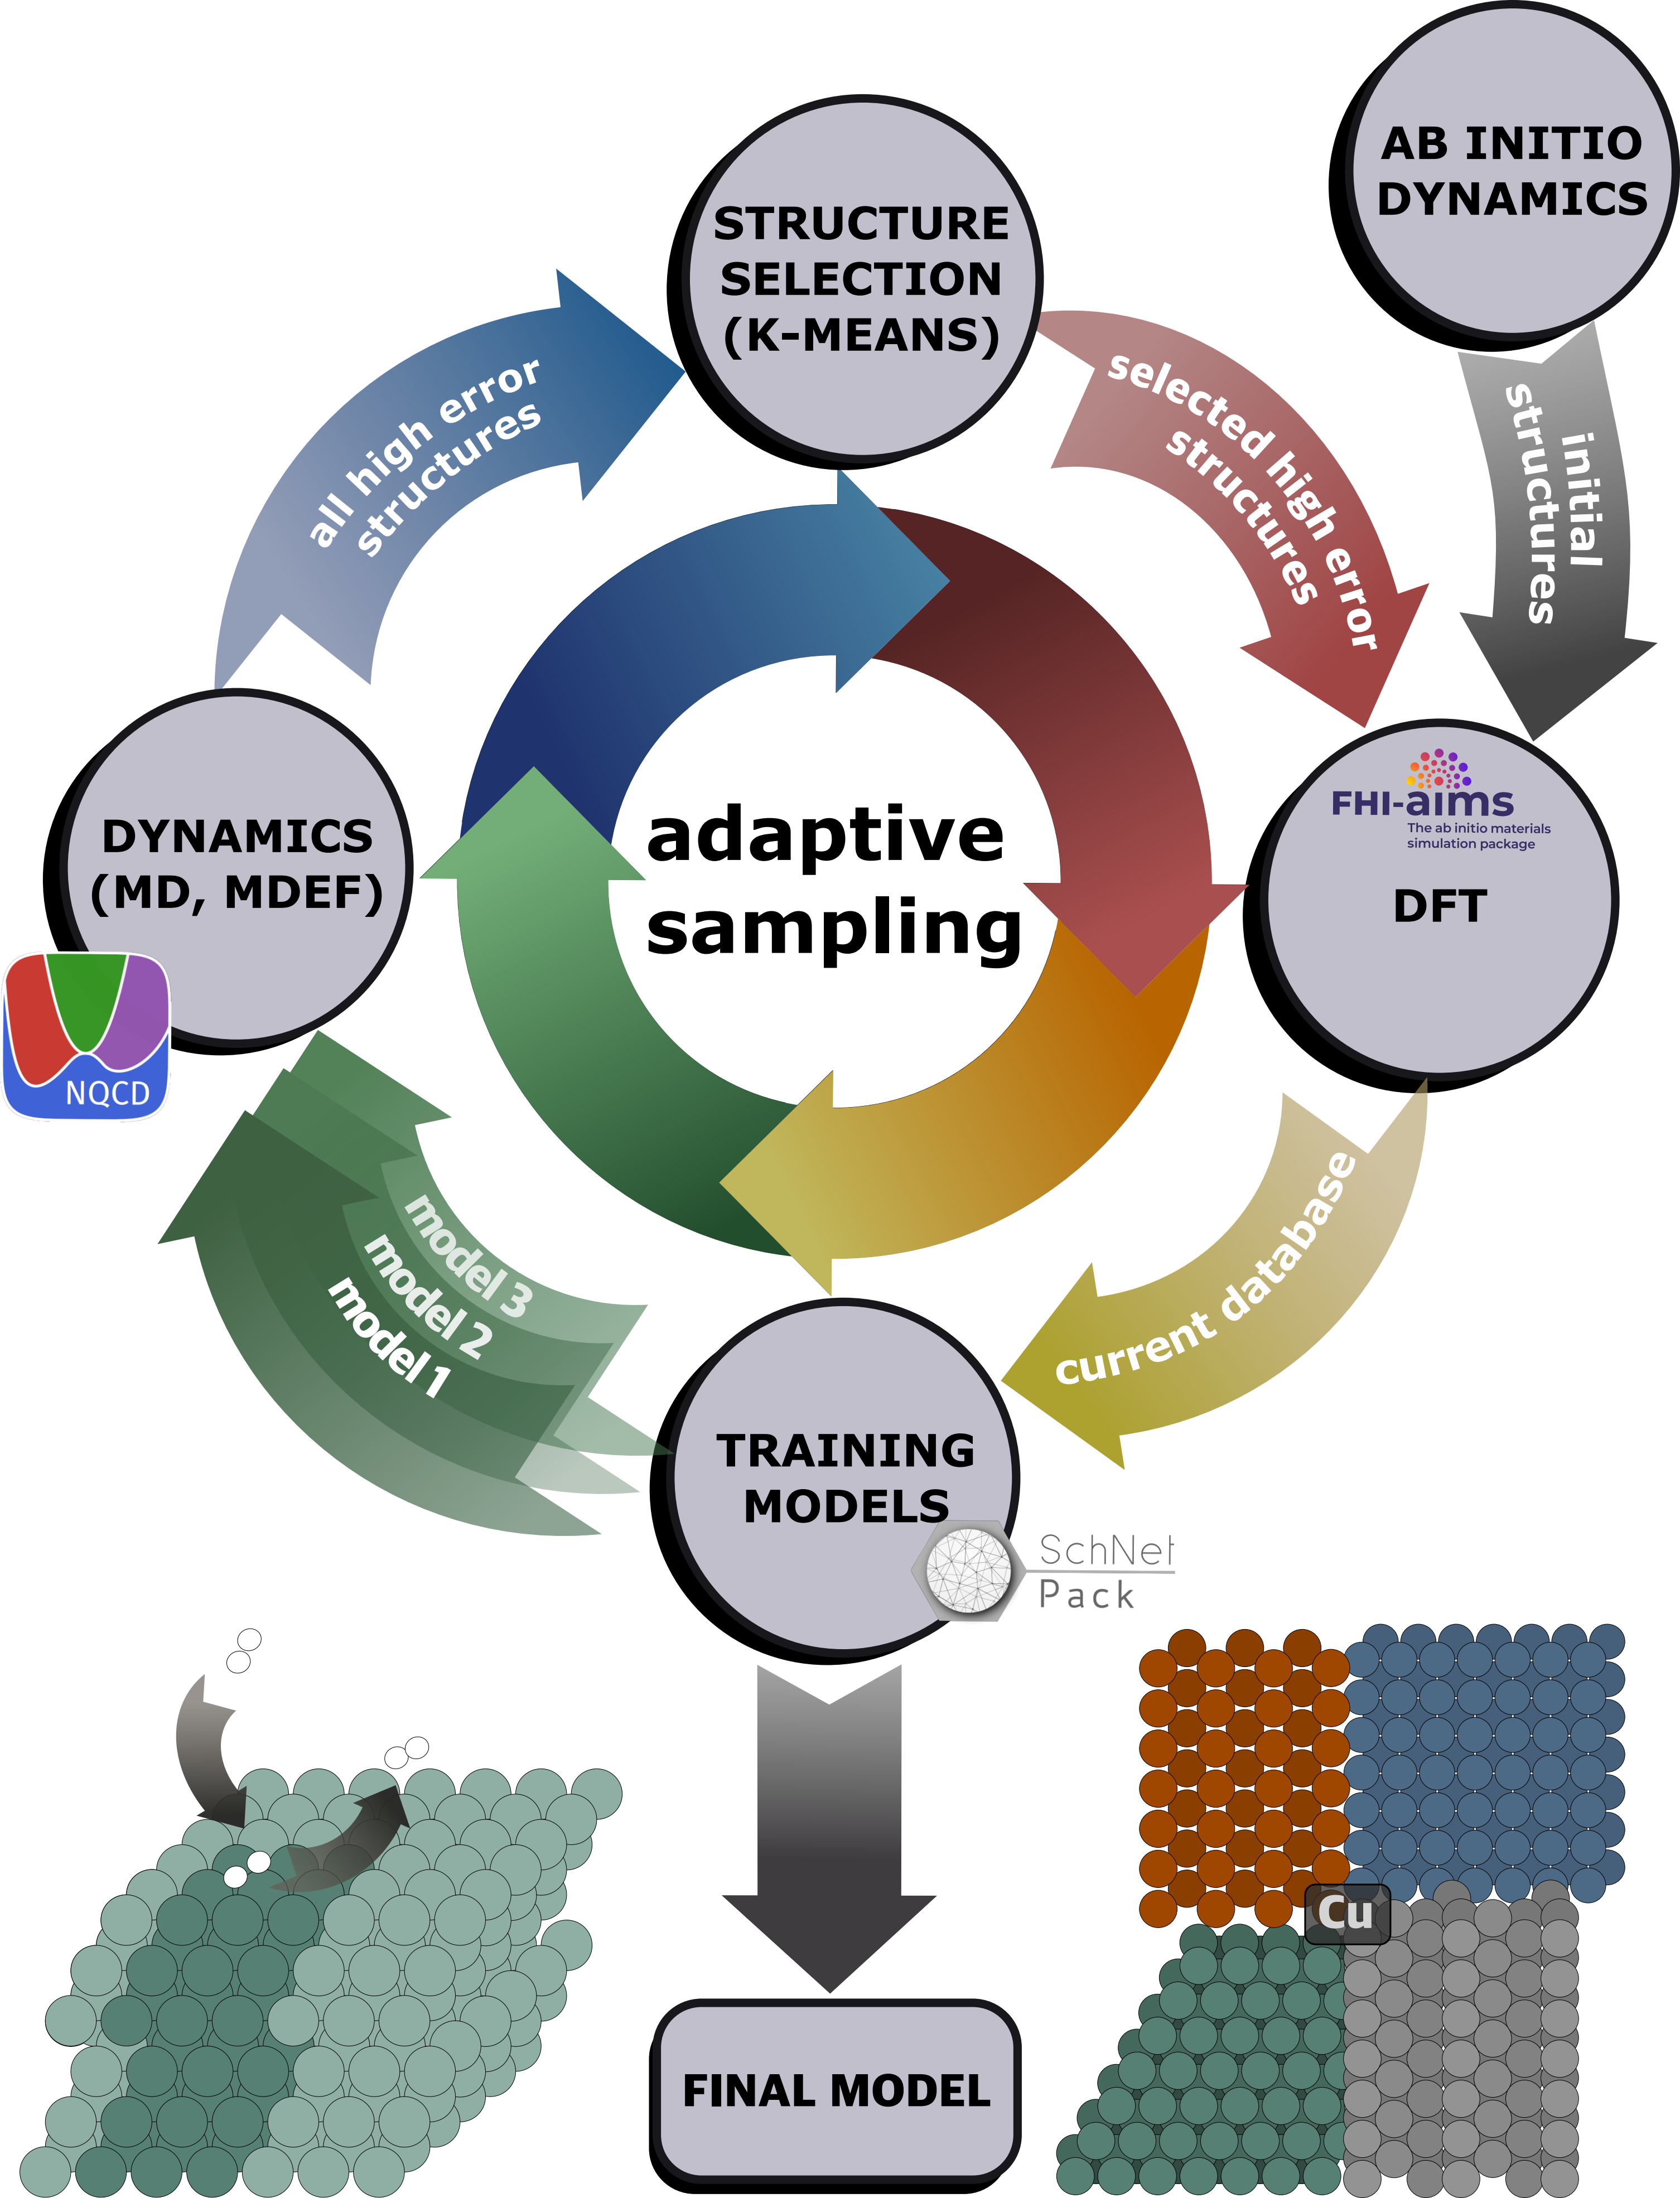 AB INITIO
DYNAMICS
STRUCTURE
SELECTION
(K-MEANS)
all high error
structures
selected high error
structures
initial
structures
DYNAMICS
(MD, MDEF)
NQCD
adaptive
sampling
FHI-aims
The ab initio materials
simulation package
DFT
model 3
model 2
model 1
current database
TRAINING
MODELS
SchNet
Pack
Cu
FINAL MODEL